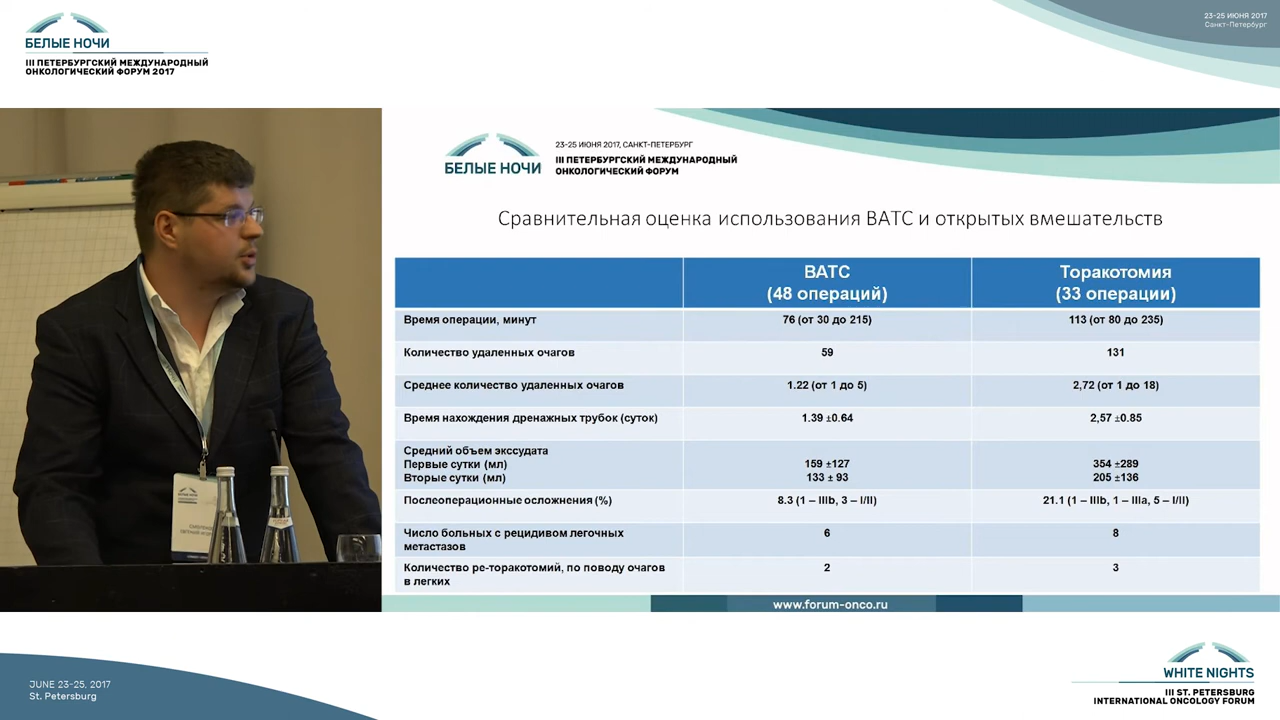 БЕЛЫЕ НОЧИ
III ПЕТЕРБУРГСКИЙ МЕЖДУНАРОДНЫЙ
ОНКОЛОГИЧЕСКИЙ ФОРУМ 2017
23-25 ИЮНЯ 2017
Санкт-Петербург
23-25 ИЮНЯ 2017, САНКТ-ПЕТЕРБУРГ
БЕЛЫЕ НОЧИ
III ПЕТЕРБУРГСКИЙ МЕЖДУНАРОДНЫЙ
ОНКОЛОГИЧЕСКИЙ ФОРУМ
Сравнительная оценка использования ВАТС и открытых вмешательств
ВАТС (48 операций) Торакотомия (33 операции)
Время операции, минут 76 (от 30 до 215) 113 (от 80 до 235)
Количество удаленных очагов 59 131
Среднее количество удаленных очагов 1.22 (от 1 до 5) 2,72 (от 1 до 18)
Время нахождения дренажных трубок (суток) 1.39 ±0.64 2,57 ±0.85
Средний объем экссудата
Первые сутки (мл) 159 ±127 354 ±289
Вторые сутки (мл) 133 ± 93 205 ±136
Послеоперационные осложнения (%) 8.3 (1 – IIIb, 3 – I/II) 21.1 (1 – IIIb, 1 – IIIa, 5 – I/II)
Число больных с рецидивом легочных метастазов 6 8
Количество ре-торакотомий, по поводу очагов в легких 2 3
www.forum-onco.ru
JUNE 23-25, 2017
St. Petersburg
WHITE NIGHTS
III ST. PETERSBURG
INTERNATIONAL ONCOLOGY FORUM